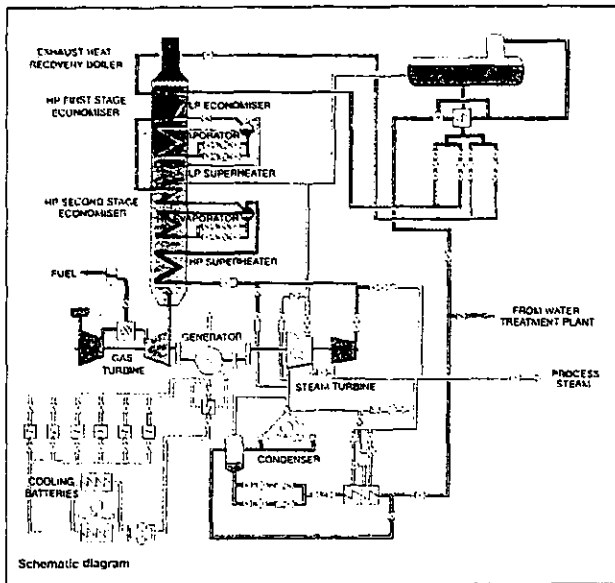 EXHAUST HEAT
RECOVERY BOILER
HP FIRST STAGE
ECONOMISER
LP ECONOMISER
EVAPORATOR
LP SUPERHEATER
HP SECOND STAGE
ECONOMISER
EVAPORATOR
HP SUPERHEATER
FUEL
GENERATOR
FROM WATER
TREATMENT PLANT
GAS
TURBINE
STEAM TURBINE
PROCESS
STEAM
CONDENSER
COOLING
BATTERIES
Schematic diagram